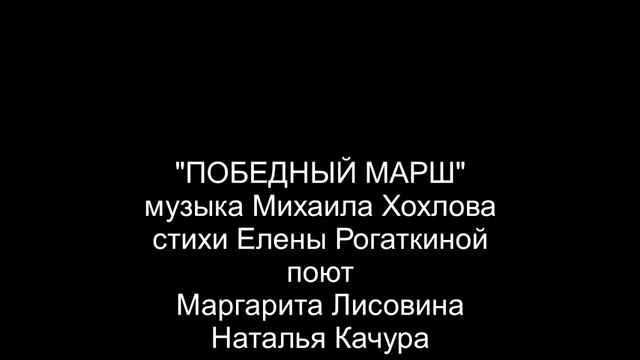 "ПОБЕДНЫЙ МАРШ"
музыка Михаила Хохлова
стихи Елены Рогаткиной
поют
Маргарита Лисовина
Наталья Качура